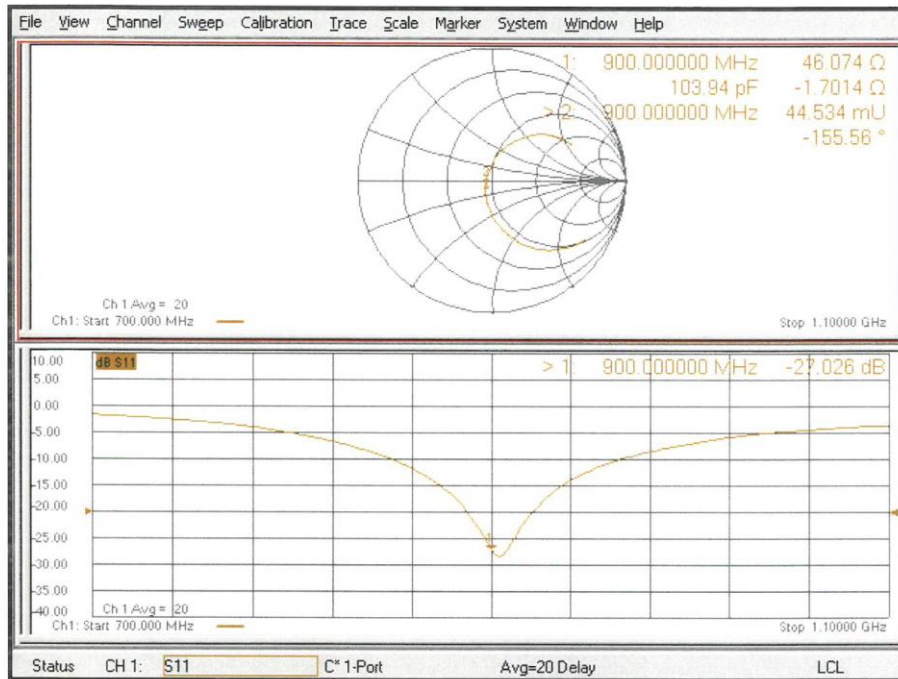 File View Channel Sweep Calibration Trace Scale Marker System Window Help
1: 900.000000 MHz 46.074 Ω
103.94 pF -1.7014 Ω
> 2: 900.000000 MHz 44.534 mU
-155.56 °
Ch 1 Avg = 20
Ch1: Start 700.000 MHz Stop 1.10000 GHz
10.00 dB S11 > 1: 900.000000 MHz -27.026 dB
5.00
0.00
-5.00
-10.00
-15.00
-20.00
-25.00
1
-30.00
-35.00
-40.00 Ch 1 Avg = 20
Ch1: Start 700.000 MHz Stop 1.10000 GHz
Status CH 1: S11 C* 1-Port Avg=20 Delay LCL